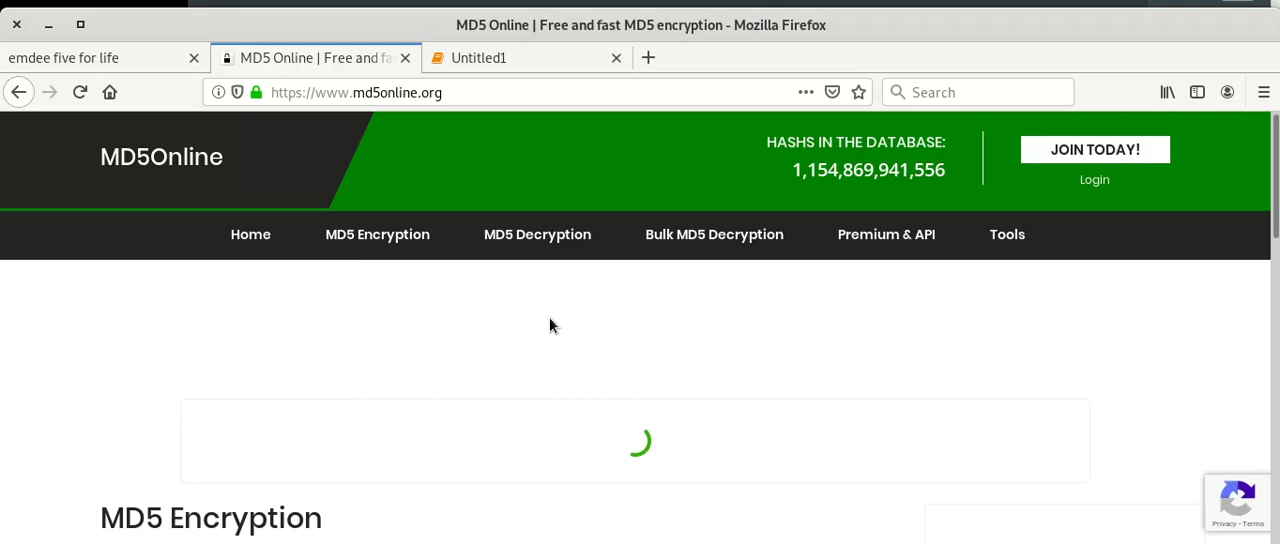 MD5 Online | Free and fast MD5 encryption - Mozilla Firefox
emdee five for life
MD5 Online | Free and fa
Untitled1
https://www.md5online.org
Search
MD5Online
HASHS IN THE DATABASE:
1,154,869,941,556
JOIN TODAY!
Login
Home MD5 Encryption MD5 Decryption Bulk MD5 Decryption Premium & API Tools
MD5 Encryption
Privacy - Terms